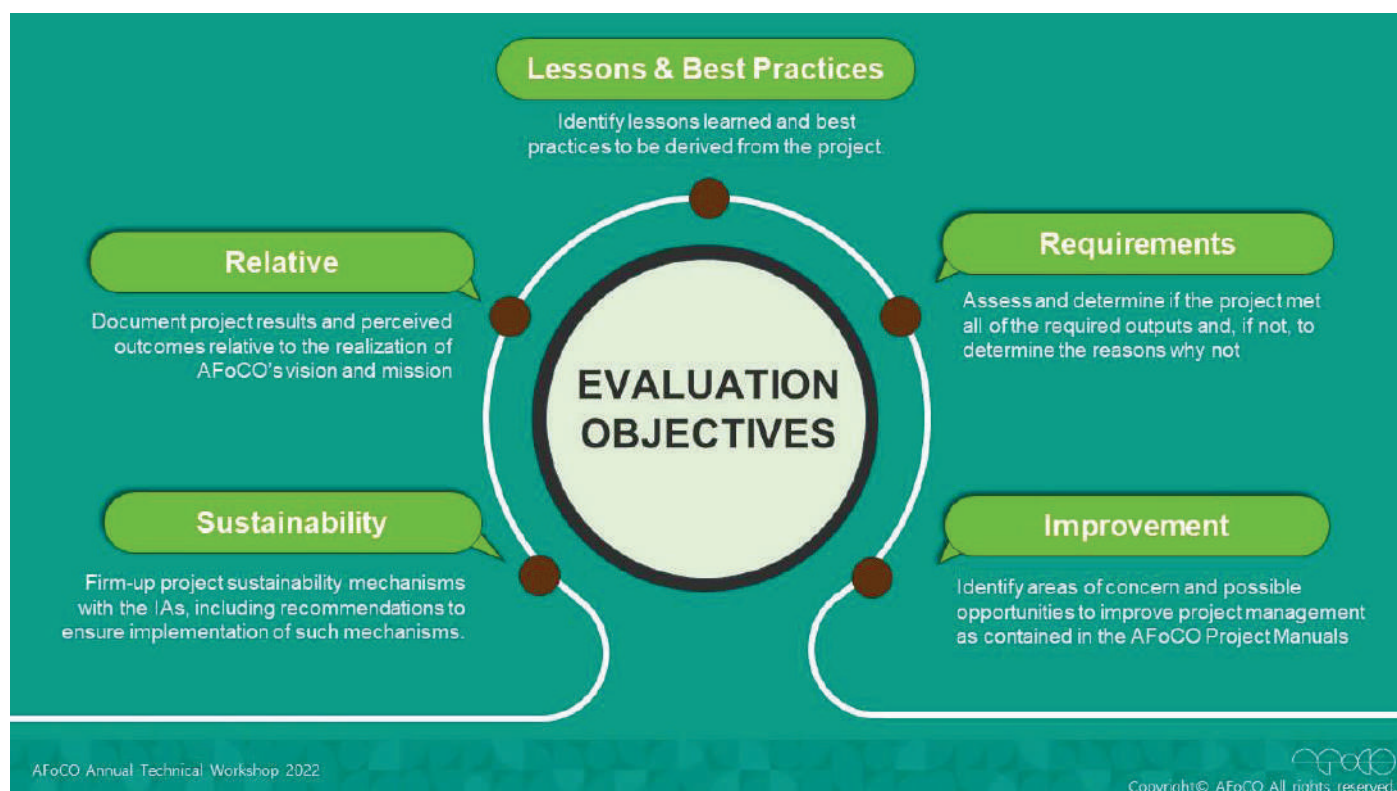 Lessons & Best Practices
Identify lessons learned and best
practices to be derived from the project
Relative
Document project results and perceived
outcomes relative to the realization of
AFoCO's vision and mission
Requirements
Assess and determine if the project met
all of the required outputs and, if not, to
determine the reasons why not
EVALUATION
OBJECTIVES
Sustainability
Firm-up project sustainability mechanisms
with the IAs, including recommendations to
ensure implementation of such mechanisms.
Improvement
Identify areas of concern and possible
opportunities to improve project management
as contained in the AFoCO Project Manuals
AFoCO Annual Technical Workshop 2022
AFoCO
Copyright© AFoCO All rights reserved